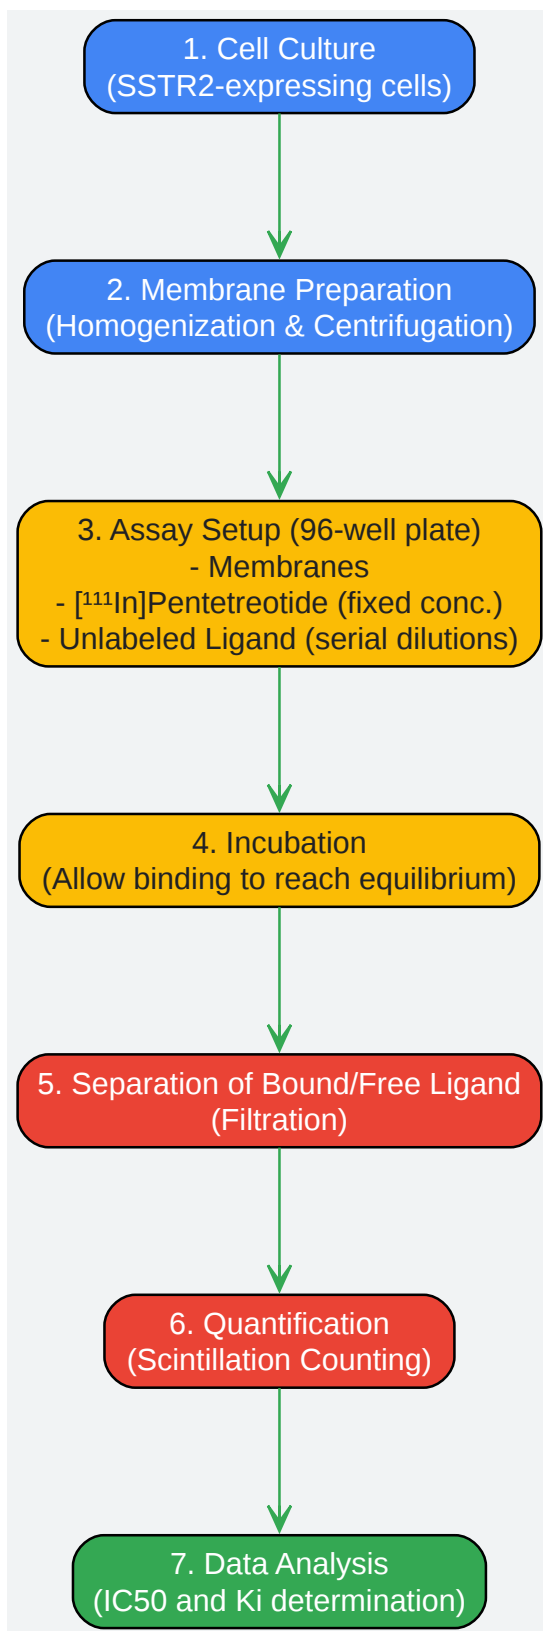 1. Cell Culture
(SSTR2-expressing cells)
2. Membrane Preparation
(Homogenization & Centrifugation)
3. Assay Setup (96-well plate)
- Membranes
- [¹¹¹In]Pentetreotide (fixed conc.)
- Unlabeled Ligand (serial dilutions)
4. Incubation
(Allow binding to reach equilibrium)
5. Separation of Bound/Free Ligand
(Filtration)
6. Quantification
(Scintillation Counting)
7. Data Analysis
(IC50 and Ki determination)